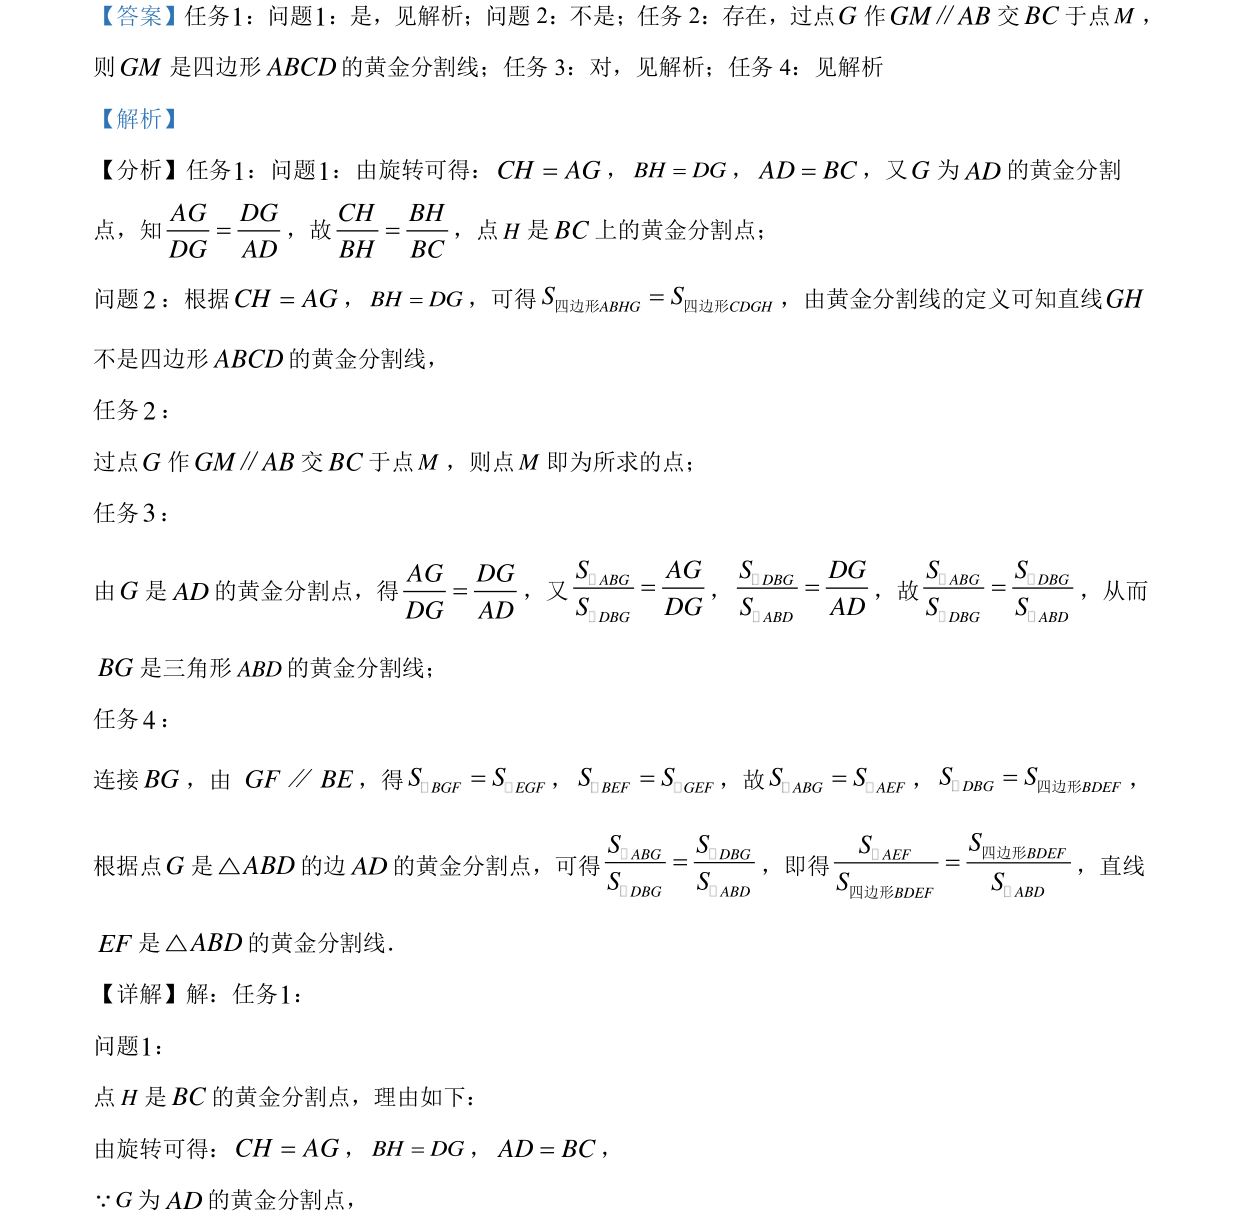 【答案】任务1：问题1：是，见解析；问题 2：不是；任务 2：存在，过点G 作GM∥AB 交BC 于点M，
则GM 是四边形ABCD的黄金分割线；任务 3：对，见解析；任务 4：见解析
【解析】
【分析】任务1：问题1：由旋转可得：CH = AG，BH = DG，AD = BC，又G 为AD 的黄金分割
点，知AG/DG = DG/AD，故CH/BH = BH/BC，点H 是BC 上的黄金分割点；
问题2：根据CH = AG，BH = DG，可得S四边形ABHG = S四边形CDGH，由黄金分割线的定义可知直线GH
不是四边形ABCD的黄金分割线，
任务2：
过点G 作GM∥AB 交BC 于点M，则点M 即为所求的点；
任务3：
由G 是AD 的黄金分割点，得AG/DG = DG/AD，又S□ABG/S□DBG = AG/DG，S□DBG/S□ABD = DG/AD，故S□ABG/S□DBG = S□DBG/S□ABD，从而
BG 是三角形ABD 的黄金分割线；
任务4：
连接BG，由 GF∥BE，得S□BGF = S□EGF，S□BEF = S□GEF，故S□ABG = S□AEF，S□DBG = S四边形BDEF，
根据点G 是△ABD 的边AD 的黄金分割点，可得S□ABG/S□DBG = S□DBG/S□ABD，即得S□AEF/S四边形BDEF = S四边形BDEF/S□ABD，直线
EF 是△ABD的黄金分割线．
【详解】解：任务1：
问题1：
点H 是BC 的黄金分割点，理由如下：
由旋转可得：CH = AG，BH = DG，AD = BC，
∵G 为AD 的黄金分割点，